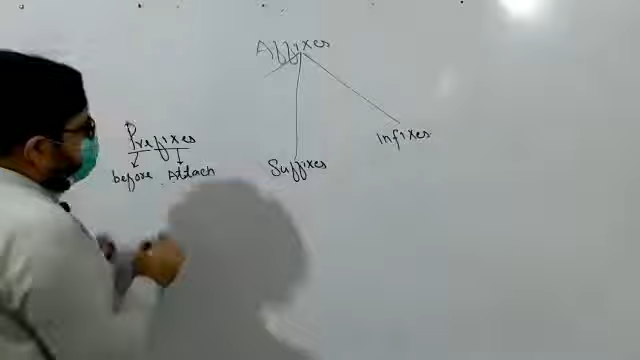 Affixes
Prefixes
Infixes
before Attach
Suffixes